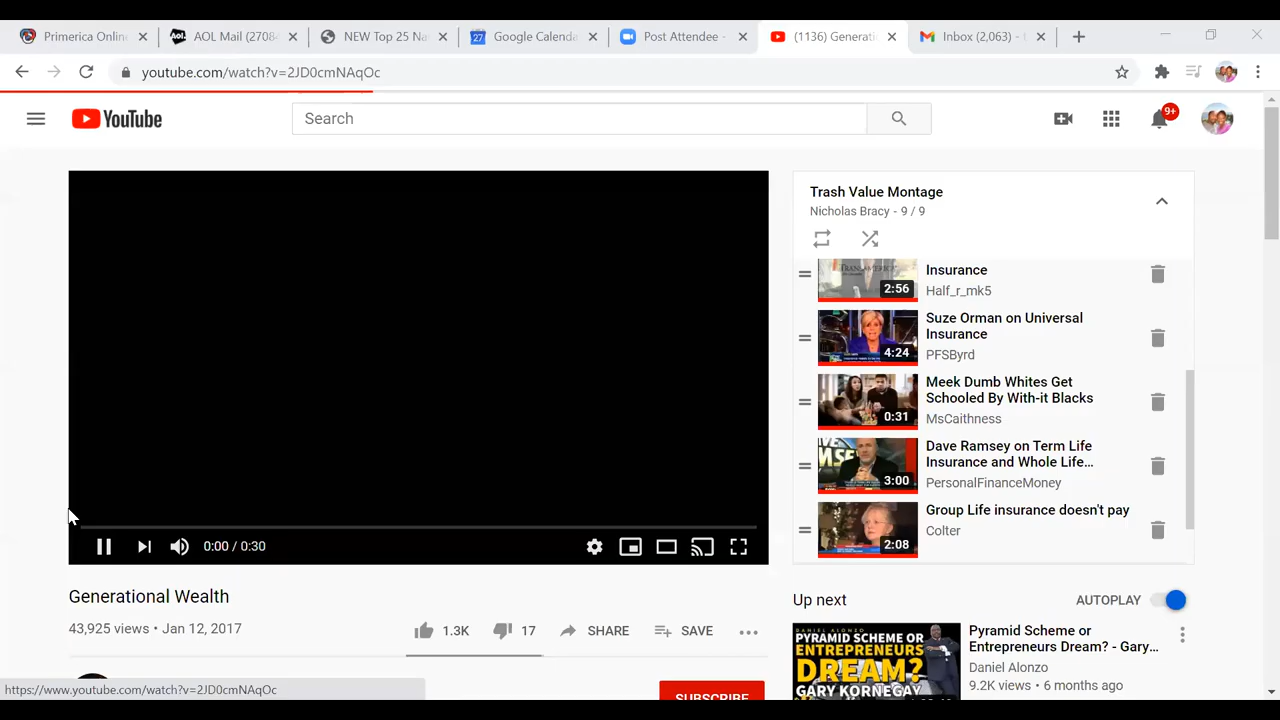 Primerica Online
AOL Mail (2708
NEW Top 25 Na
Google Calenda
Post Attendee -
(1136) Generati
Inbox (2,063) - t
youtube.com/watch?v=2JD0cmNAqOc
YouTube
Search
9+
Trash Value Montage
Nicholas Bracy - 9 / 9
Insurance
Half_r_mk5
2:56
Suze Orman on Universal
Insurance
PFSByrd
4:24
Meek Dumb Whites Get
Schooled By With-it Blacks
MsCaithness
0:31
Dave Ramsey on Term Life
Insurance and Whole Life...
PersonalFinanceMoney
3:00
Group Life insurance doesn't pay
Colter
2:08
0:00 / 0:30
Generational Wealth
43,925 views • Jan 12, 2017
1.3K
17
SHARE
SAVE
SUBSCRIBE
Up next
AUTOPLAY
PYRAMID SCHEME OR
ENTREPRENEURS
DREAM?
GARY KORNEGAY
Pyramid Scheme or
Entrepreneurs Dream? - Gary...
Daniel Alonzo
9.2K views • 6 months ago
https://www.youtube.com/watch?v=2JD0cmNAqOc